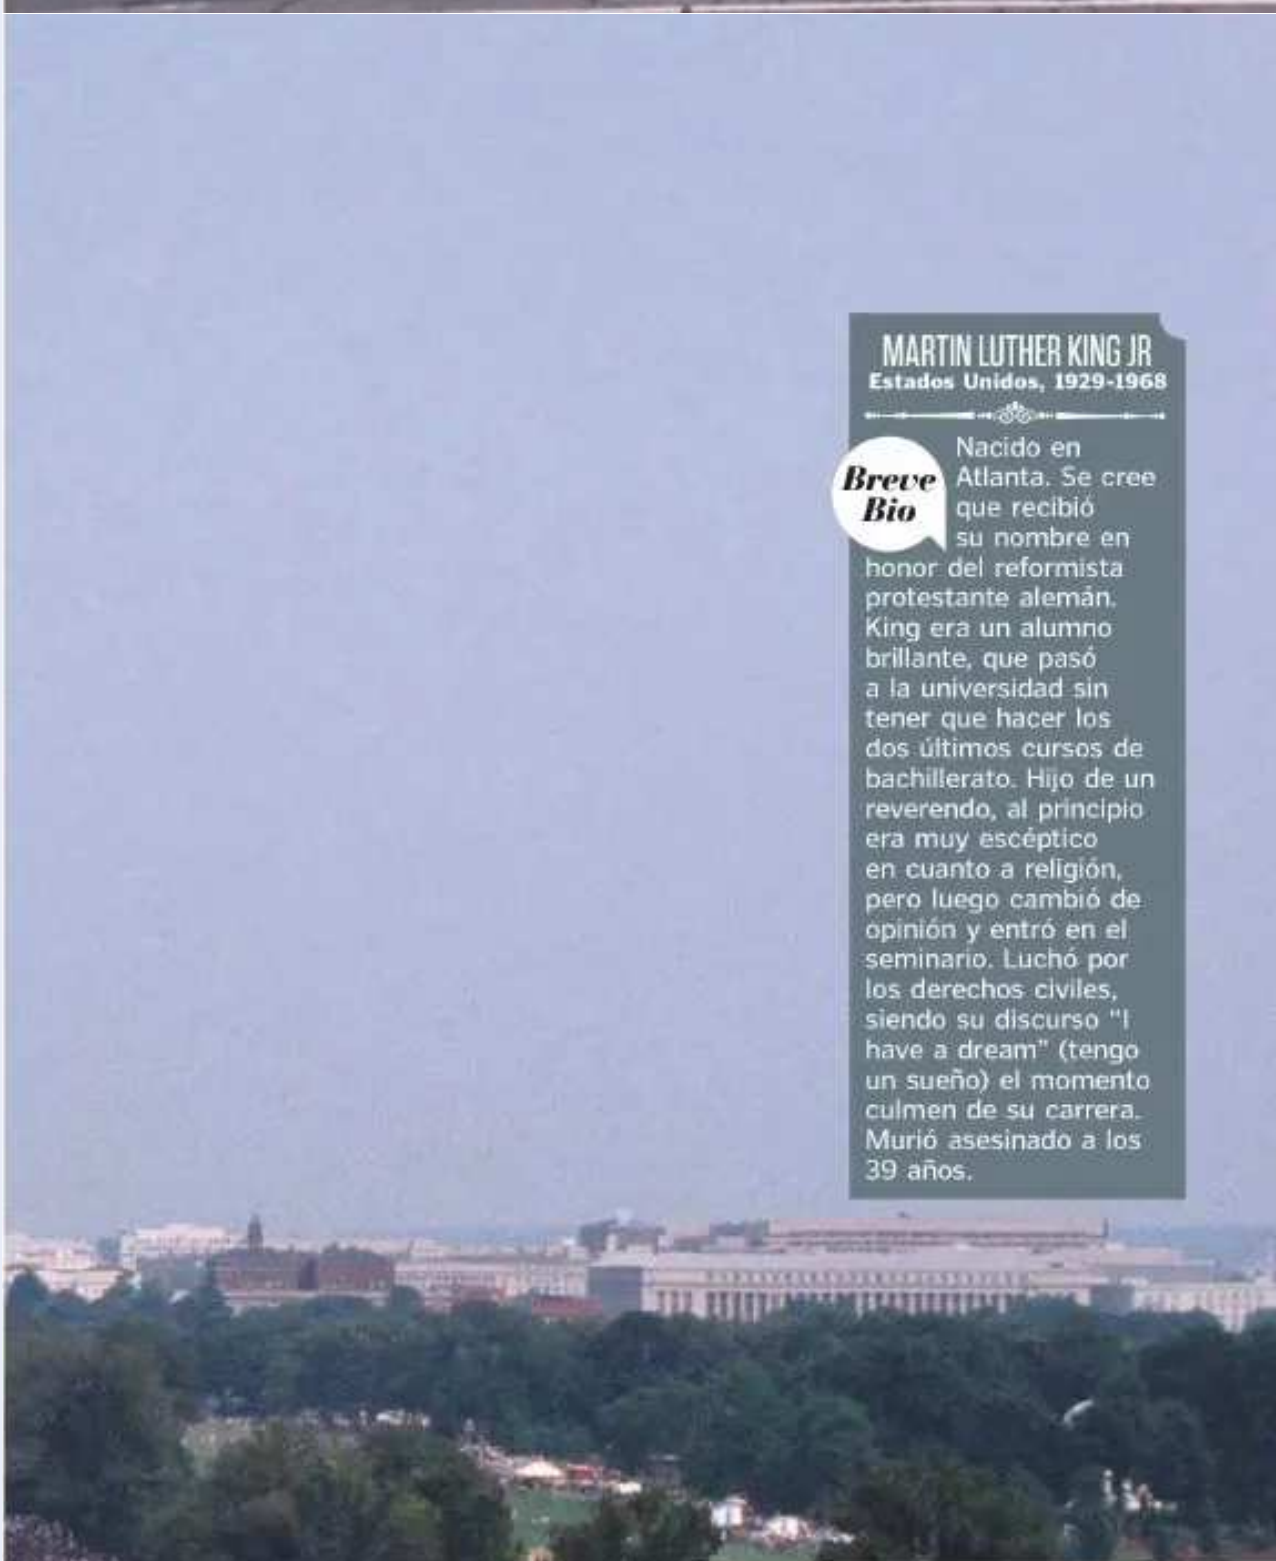 MARTIN LUTHER KING JR
Estados Unidos, 1929-1968
Breve
Bio
Nacido en
Atlanta. Se cree
que recibió
su nombre en
honor del reformista
protestante alemán.
King era un alumno
brillante, que pasó
a la universidad sin
tener que hacer los
dos últimos cursos de
bachillerato. Hijo de un
reverendo, al principio
era muy escéptico
en cuanto a religión,
pero luego cambió de
opinión y entró en el
seminario. Luchó por
los derechos civiles,
siendo su discurso "I
have a dream" (tengo
un sueño) el momento
culmen de su carrera.
Murió asesinado a los
39 años.